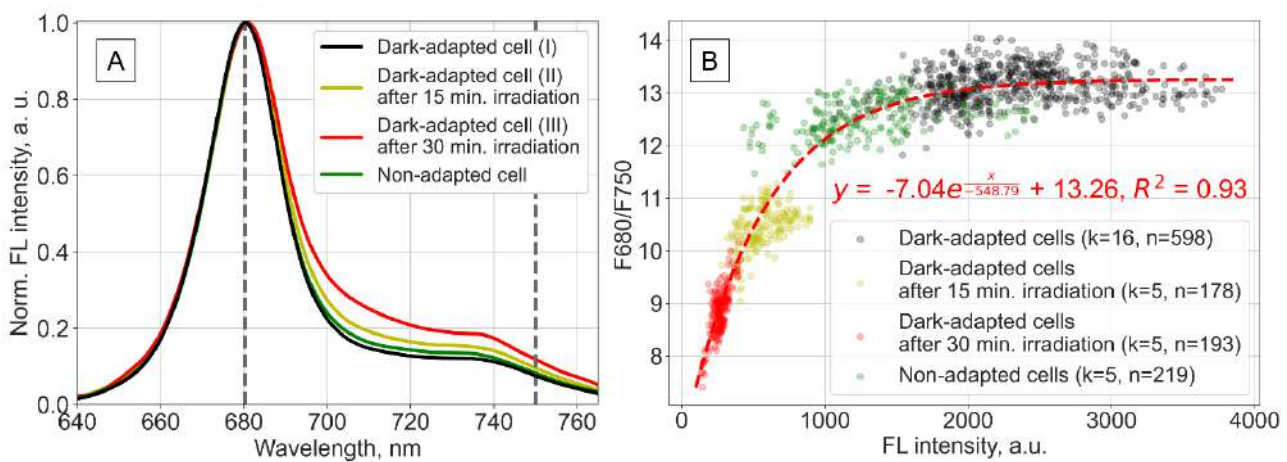 A
Norm. FL intensity, a. u.
1.0
0.8
0.6
0.4
0.2
0.0
640
660
680
700
720
740
760
Wavelength, nm
Dark-adapted cell (I)
Dark-adapted cell (II)
after 15 min. irradiation
Dark-adapted cell (III)
after 30 min. irradiation
Non-adapted cell
B
F680/F750
14
13
12
11
10
9
8
0
1000
2000
3000
4000
FL intensity, a.u.
y = -7.04e^{\frac{x}{-548.79}} + 13.26, R² = 0.93
Dark-adapted cells (k=16, n=598)
Dark-adapted cells
after 15 min. irradiation (k=5, n=178)
Dark-adapted cells
after 30 min. irradiation (k=5, n=193)
Non-adapted cells (k=5, n=219)